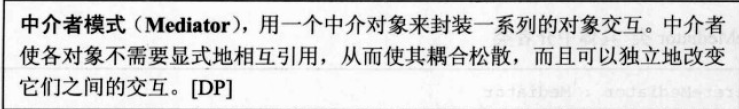 中介者模式（Mediator），用一个中介对象来封装一系列的对象交互。中介者
使各对象不需要显式地相互引用，从而使其耦合松散，而且可以独立地改变
它们之间的交互。[DP]